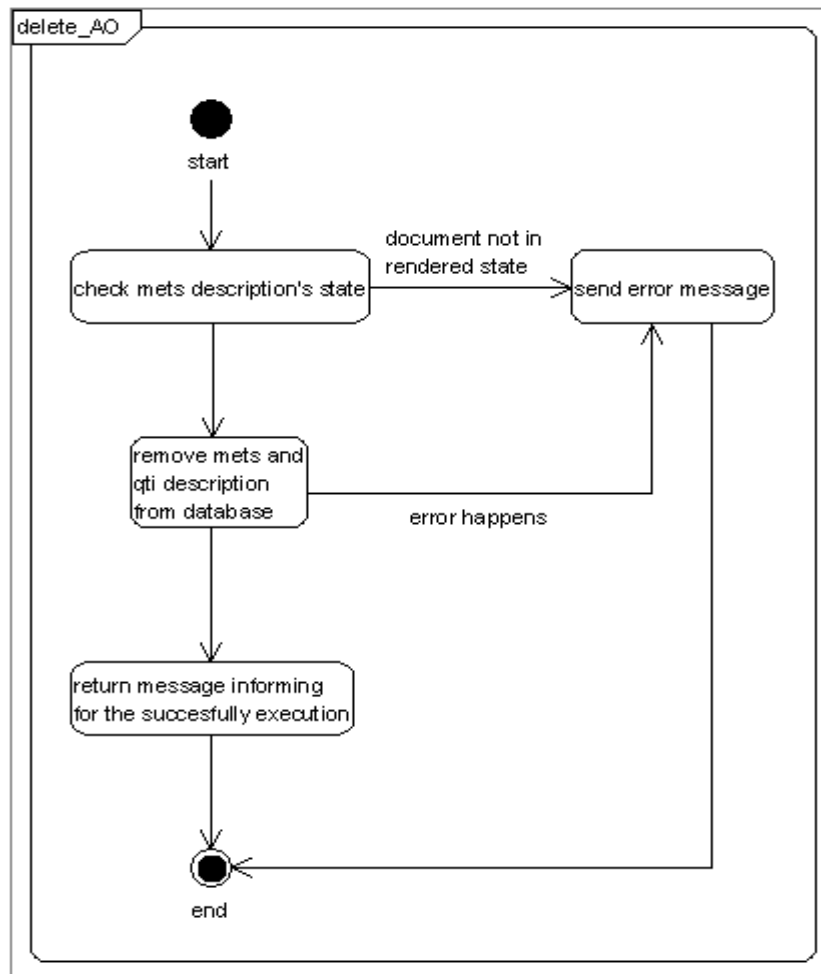 delete_AO
start
document not in
rendered state
check mets description's state
send error message
remove mets and
qti description
from database
error happens
return message informing
for the succesfully execution
end